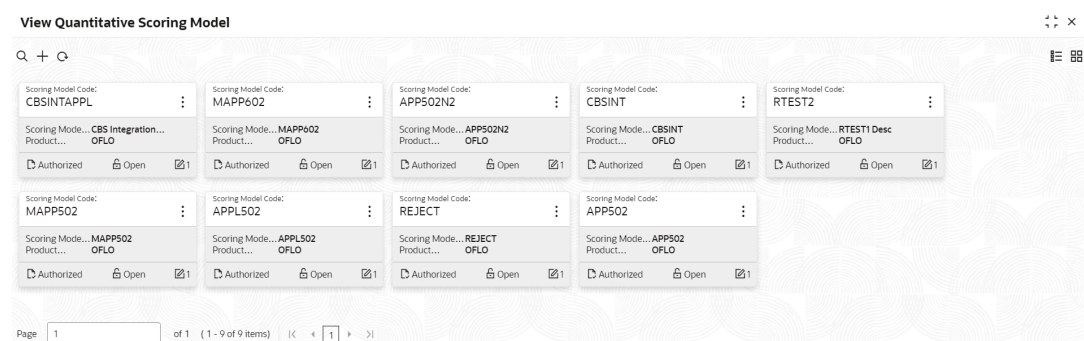 View Quantitative Scoring Model
Scoring Model Code:
CBSINTAPPL
Scoring Mode... CBS Integration...
Product... OFLO
Authorized Open 1
Scoring Model Code:
MAPP602
Scoring Mode... MAPP602
Product... OFLO
Authorized Open 1
Scoring Model Code:
APP502N2
Scoring Mode... APP502N2
Product... OFLO
Authorized Open 1
Scoring Model Code:
CBSINT
Scoring Mode... CBSINT
Product... OFLO
Authorized Open 1
Scoring Model Code:
RTEST2
Scoring Mode... RTEST1 Desc
Product... OFLO
Authorized Open 1
Scoring Model Code:
MAPP502
Scoring Mode... MAPP502
Product... OFLO
Authorized Open 1
Scoring Model Code:
APPL502
Scoring Mode... APPL502
Product... OFLO
Authorized Open 1
Scoring Model Code:
REJECT
Scoring Mode... REJECT
Product... OFLO
Authorized Open 1
Scoring Model Code:
APP502
Scoring Mode... APP502
Product... OFLO
Authorized Open 1
Page 1 of 1 (1 - 9 of 9 items) 1